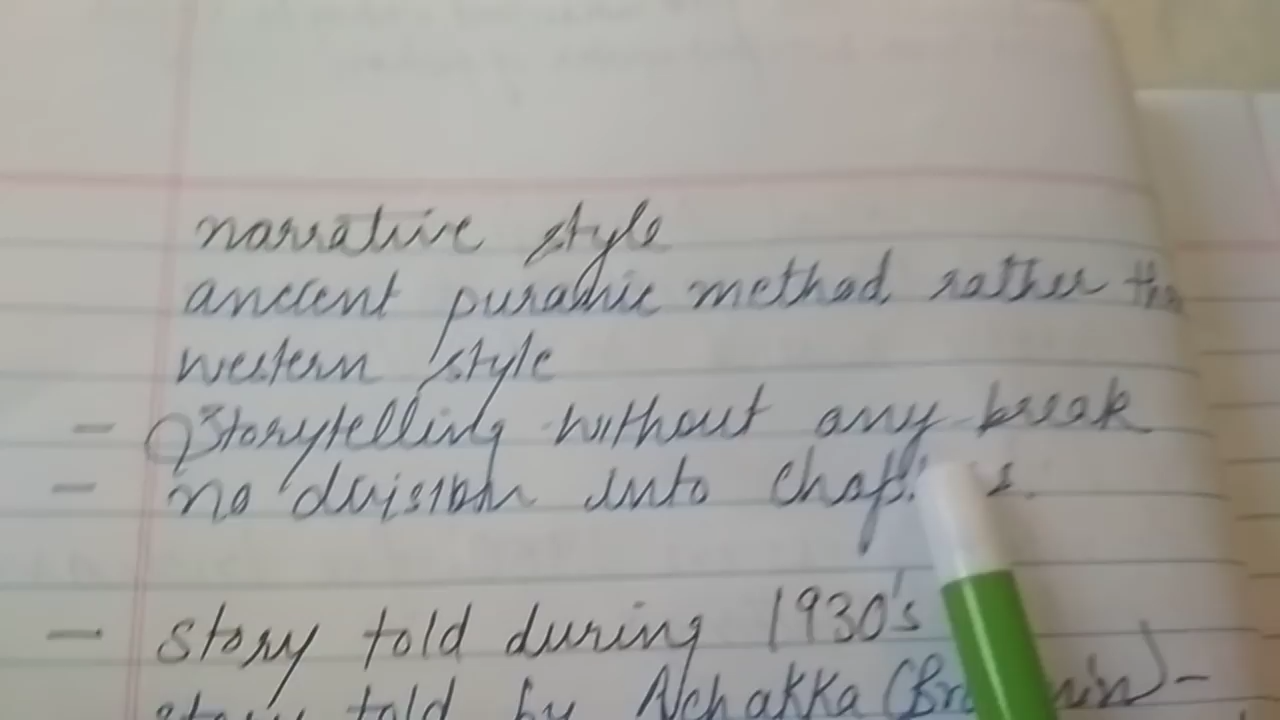 narrative style
ancient puranic method rather than
western style
- Storytelling without any break
- no division into
- story told during 1930's
story told by Achakka